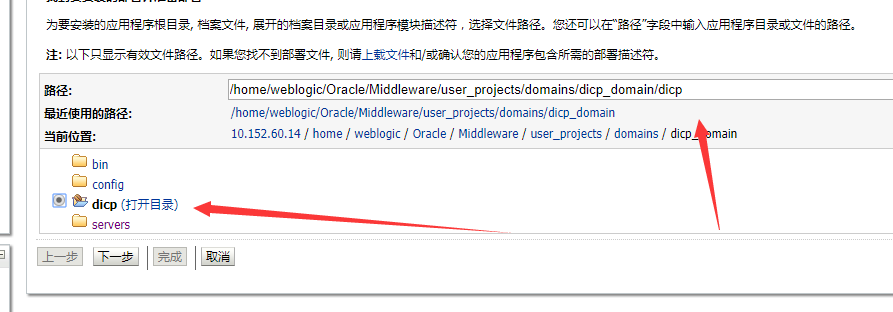 为要安装的应用程序根目录, 档案文件, 展开的档案目录或应用程序模块描述符，选择文件路径。您还可以在“路径”字段中输入应用程序目录或文件的路径。
注: 以下只显示有效文件路径。如果您找不到部署文件, 则请上载文件和/或确认您的应用程序包含所需的部署描述符。
路径: /home/weblogic/Oracle/Middleware/user_projects/domains/dicp_domain/dicp
最近使用的路径: /home/weblogic/Oracle/Middleware/user_projects/domains/dicp_domain
当前位置: 10.152.60.14 / home / weblogic / Oracle / Middleware / user_projects / domains / dicp_domain
bin
config
dicp (打开目录)
servers
上一步 下一步 完成 取消